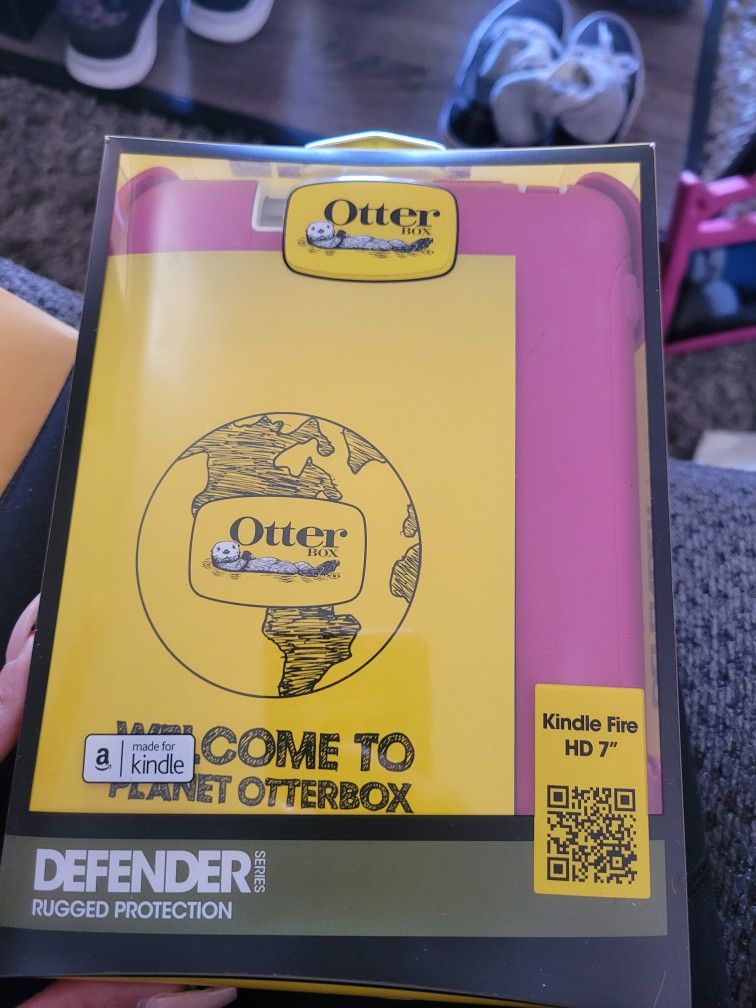 Otter
BOX
Otter
BOX
WELCOME TO
PLANET OTTERBOX
a made for
kindle
Kindle Fire
HD 7"
DEFENDER SERIES
RUGGED PROTECTION